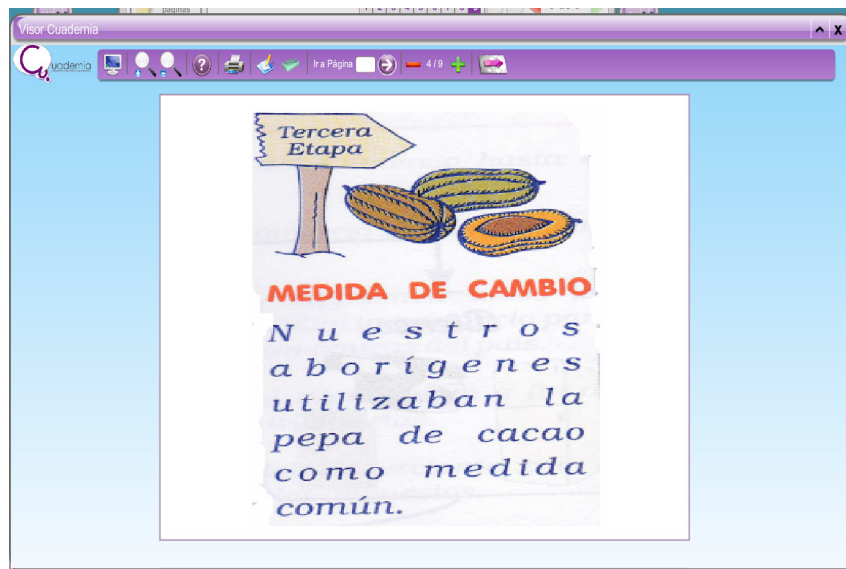 Visor Cuadernia
X
Cuadernia
?
Ir a Página
4/9
Tercera
Etapa
MEDIDA DE CAMBIO
Nuestros
aborígenes
utilizaban la
pepa de cacao
como medida
común.